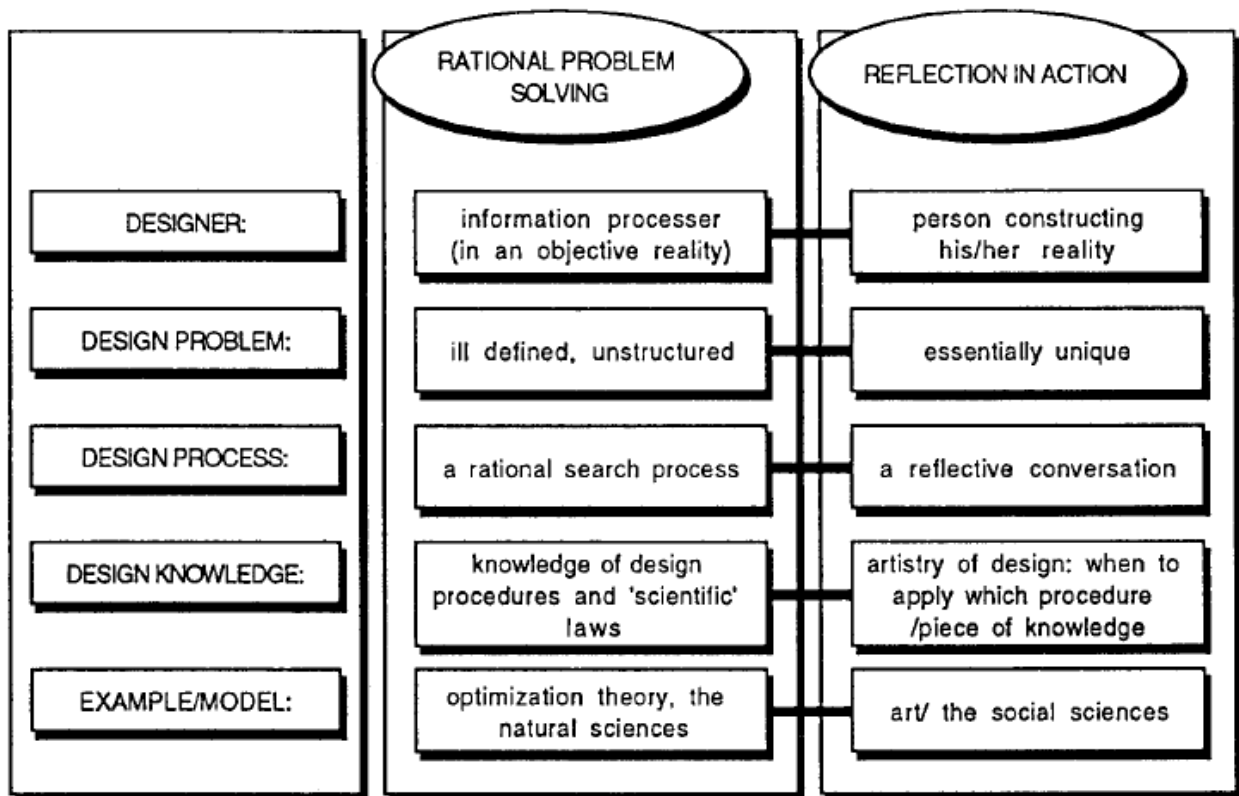 RATIONAL PROBLEM
SOLVING
REFLECTION IN ACTION
DESIGNER:
information processer
(in an objective reality)
person constructing
his/her reality
DESIGN PROBLEM:
ill defined, unstructured
essentially unique
DESIGN PROCESS:
a rational search process
a reflective conversation
DESIGN KNOWLEDGE:
knowledge of design
procedures and 'scientific'
laws
artistry of design: when to
apply which procedure
/piece of knowledge
EXAMPLE/MODEL:
optimization theory, the
natural sciences
art/ the social sciences